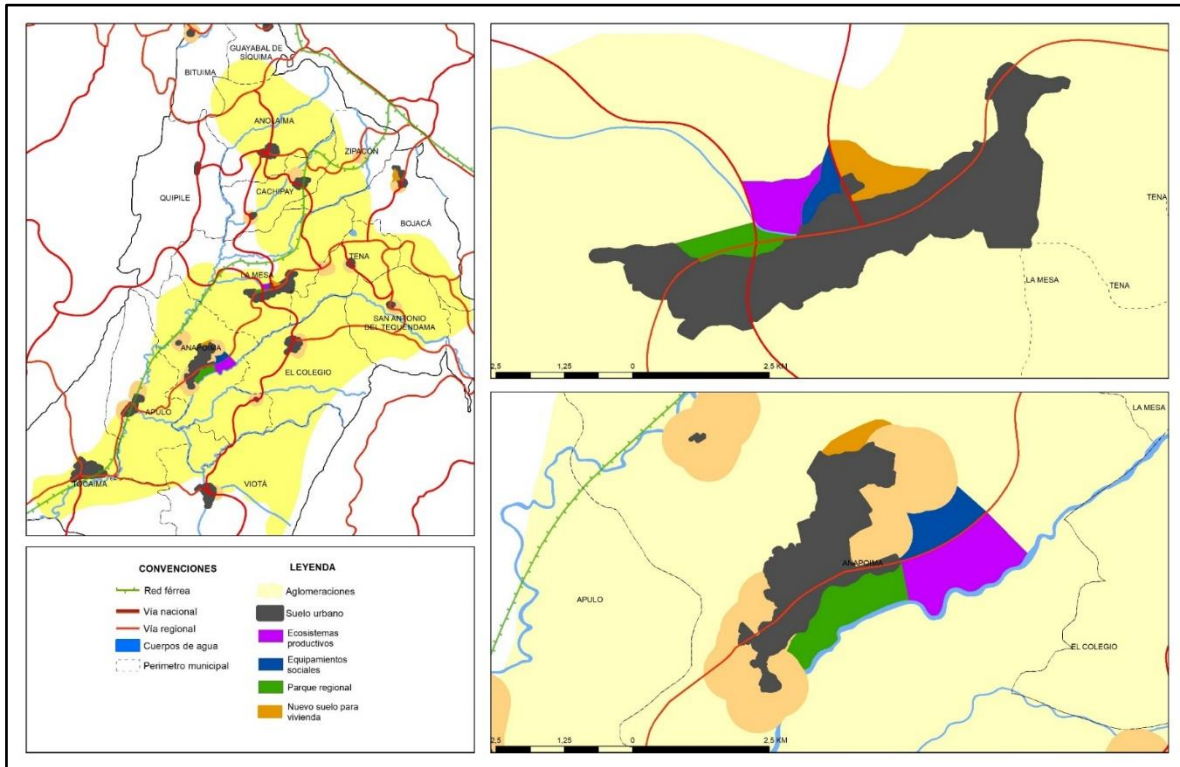 GUAYABAL DE
SÍQUIMA
BITUIMA
ANOLAIMA
ZIPACÓN
QUIPILE
CACHIPAY
BOJACÁ
LA MESA
TENA
SAN ANTONIO
DEL TEQUENDAMA
ANAPOIMA
EL COLEGIO
APULO
TOCAIMA
VIOTÁ
TENA
LA MESA
TENA
2,5
1,25
0
2,5 KM
LA MESA
ANAPOIMA
APULO
EL COLEGIO
2,5
1,25
0
2,5 KM
CONVENCIONES
Red férrea
Vía nacional
Vía regional
Cuerpos de agua
Perimetro municipal
LEYENDA
Aglomeraciones
Suelo urbano
Ecosistemas
productivos
Equipamientos
sociales
Parque regional
Nuevo suelo para
vivienda